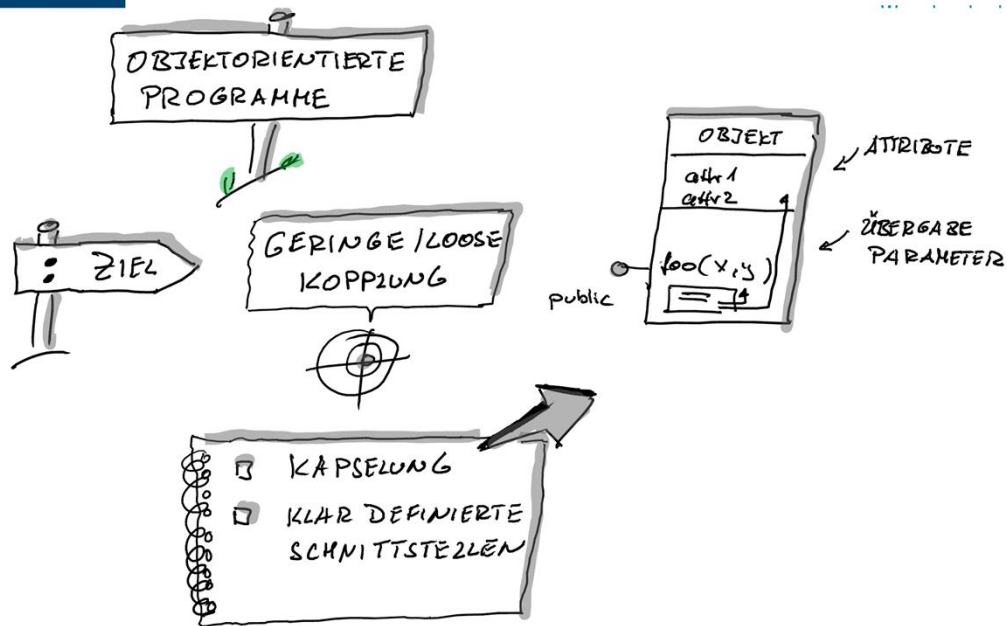 OBJEKTORIENTIERTE
PROGRAMME
ZIEL
GERINGE/LOOSE
KOPPLUNG
KAPSELUNG
KLAR DEFINIERTE
SCHNITTSTELLEN
OBJEKT
attr1
attr2
foo(x,y)
public
ATTRIBUTE
ÜBERGABE
PARAMETER